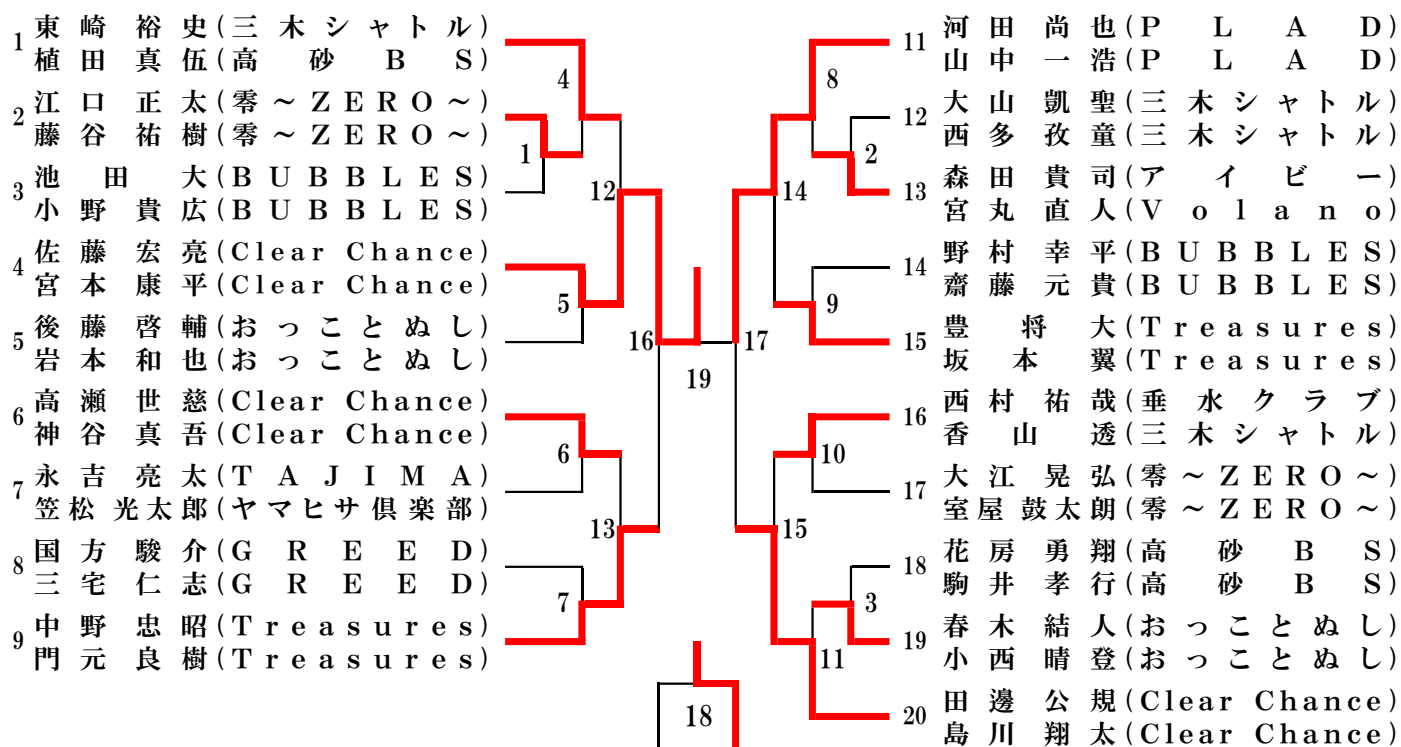 1 東崎裕史(三木シャトル)
植田真伍(高砂BS)
2 江口正太(零～ZERO～)
藤谷祐樹(零～ZERO～)
3 池田大(BUBBLES)
小野貴広(BUBBLES)
4 佐藤宏亮(Clear Chance)
宮本康平(Clear Chance)
5 後藤啓輔(おっことぬし)
岩本和也(おっことぬし)
6 高瀬世慈(Clear Chance)
神谷真吾(Clear Chance)
7 永吉亮太(TAJIMA)
笠松光太郎(ヤマヒサ倶楽部)
8 国方駿介(GREED)
三宅仁志(GREED)
9 中野忠昭(Treasures)
門元良樹(Treasures)
4
1
12
5
16
6
13
7
19
18
8
2
14
9
17
10
15
3
11
11 河田尚也(PLAD)
山中一浩(PLAD)
12 大山凱聖(三木シャトル)
西多孜童(三木シャトル)
13 森田貴司(アイビー)
宮丸直人(Volano)
14 野村幸平(BUBBLES)
齋藤元貴(BUBBLES)
15 豊将大(Treasures)
坂本翼(Treasures)
16 西村祐哉(垂水クラブ)
香山透(三木シャトル)
17 大江晃弘(零～ZERO～)
室屋鼓太朗(零～ZERO～)
18 花房勇翔(高砂BS)
駒井孝行(高砂BS)
19 春木結人(おっことぬし)
小西晴登(おっことぬし)
20 田邊公規(Clear Chance)
島川翔太(Clear Chance)